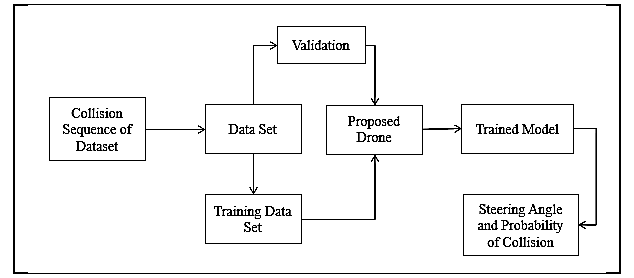 Validation
Collision
Sequence of
Dataset
Data Set
Proposed
Drone
Trained Model
Training Data
Set
Steering Angle
and Probability
of Collision